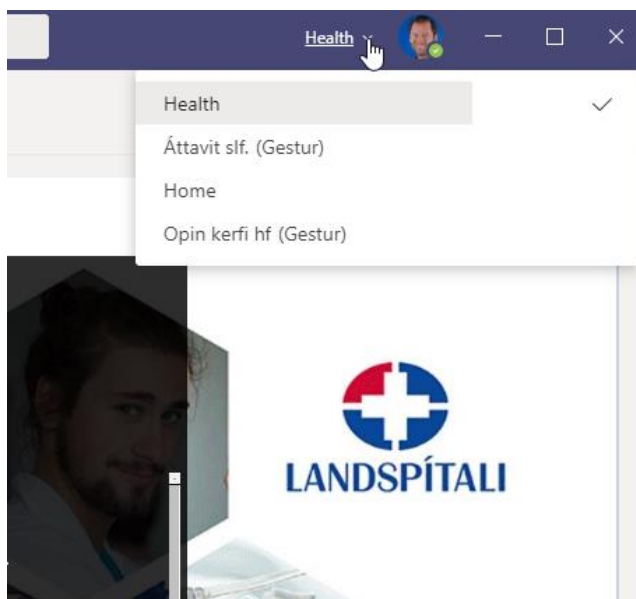 Health
Health
Áttavit slf. (Gestur)
Home
Opin kerfi hf (Gestur)
LANDSPÍTALI